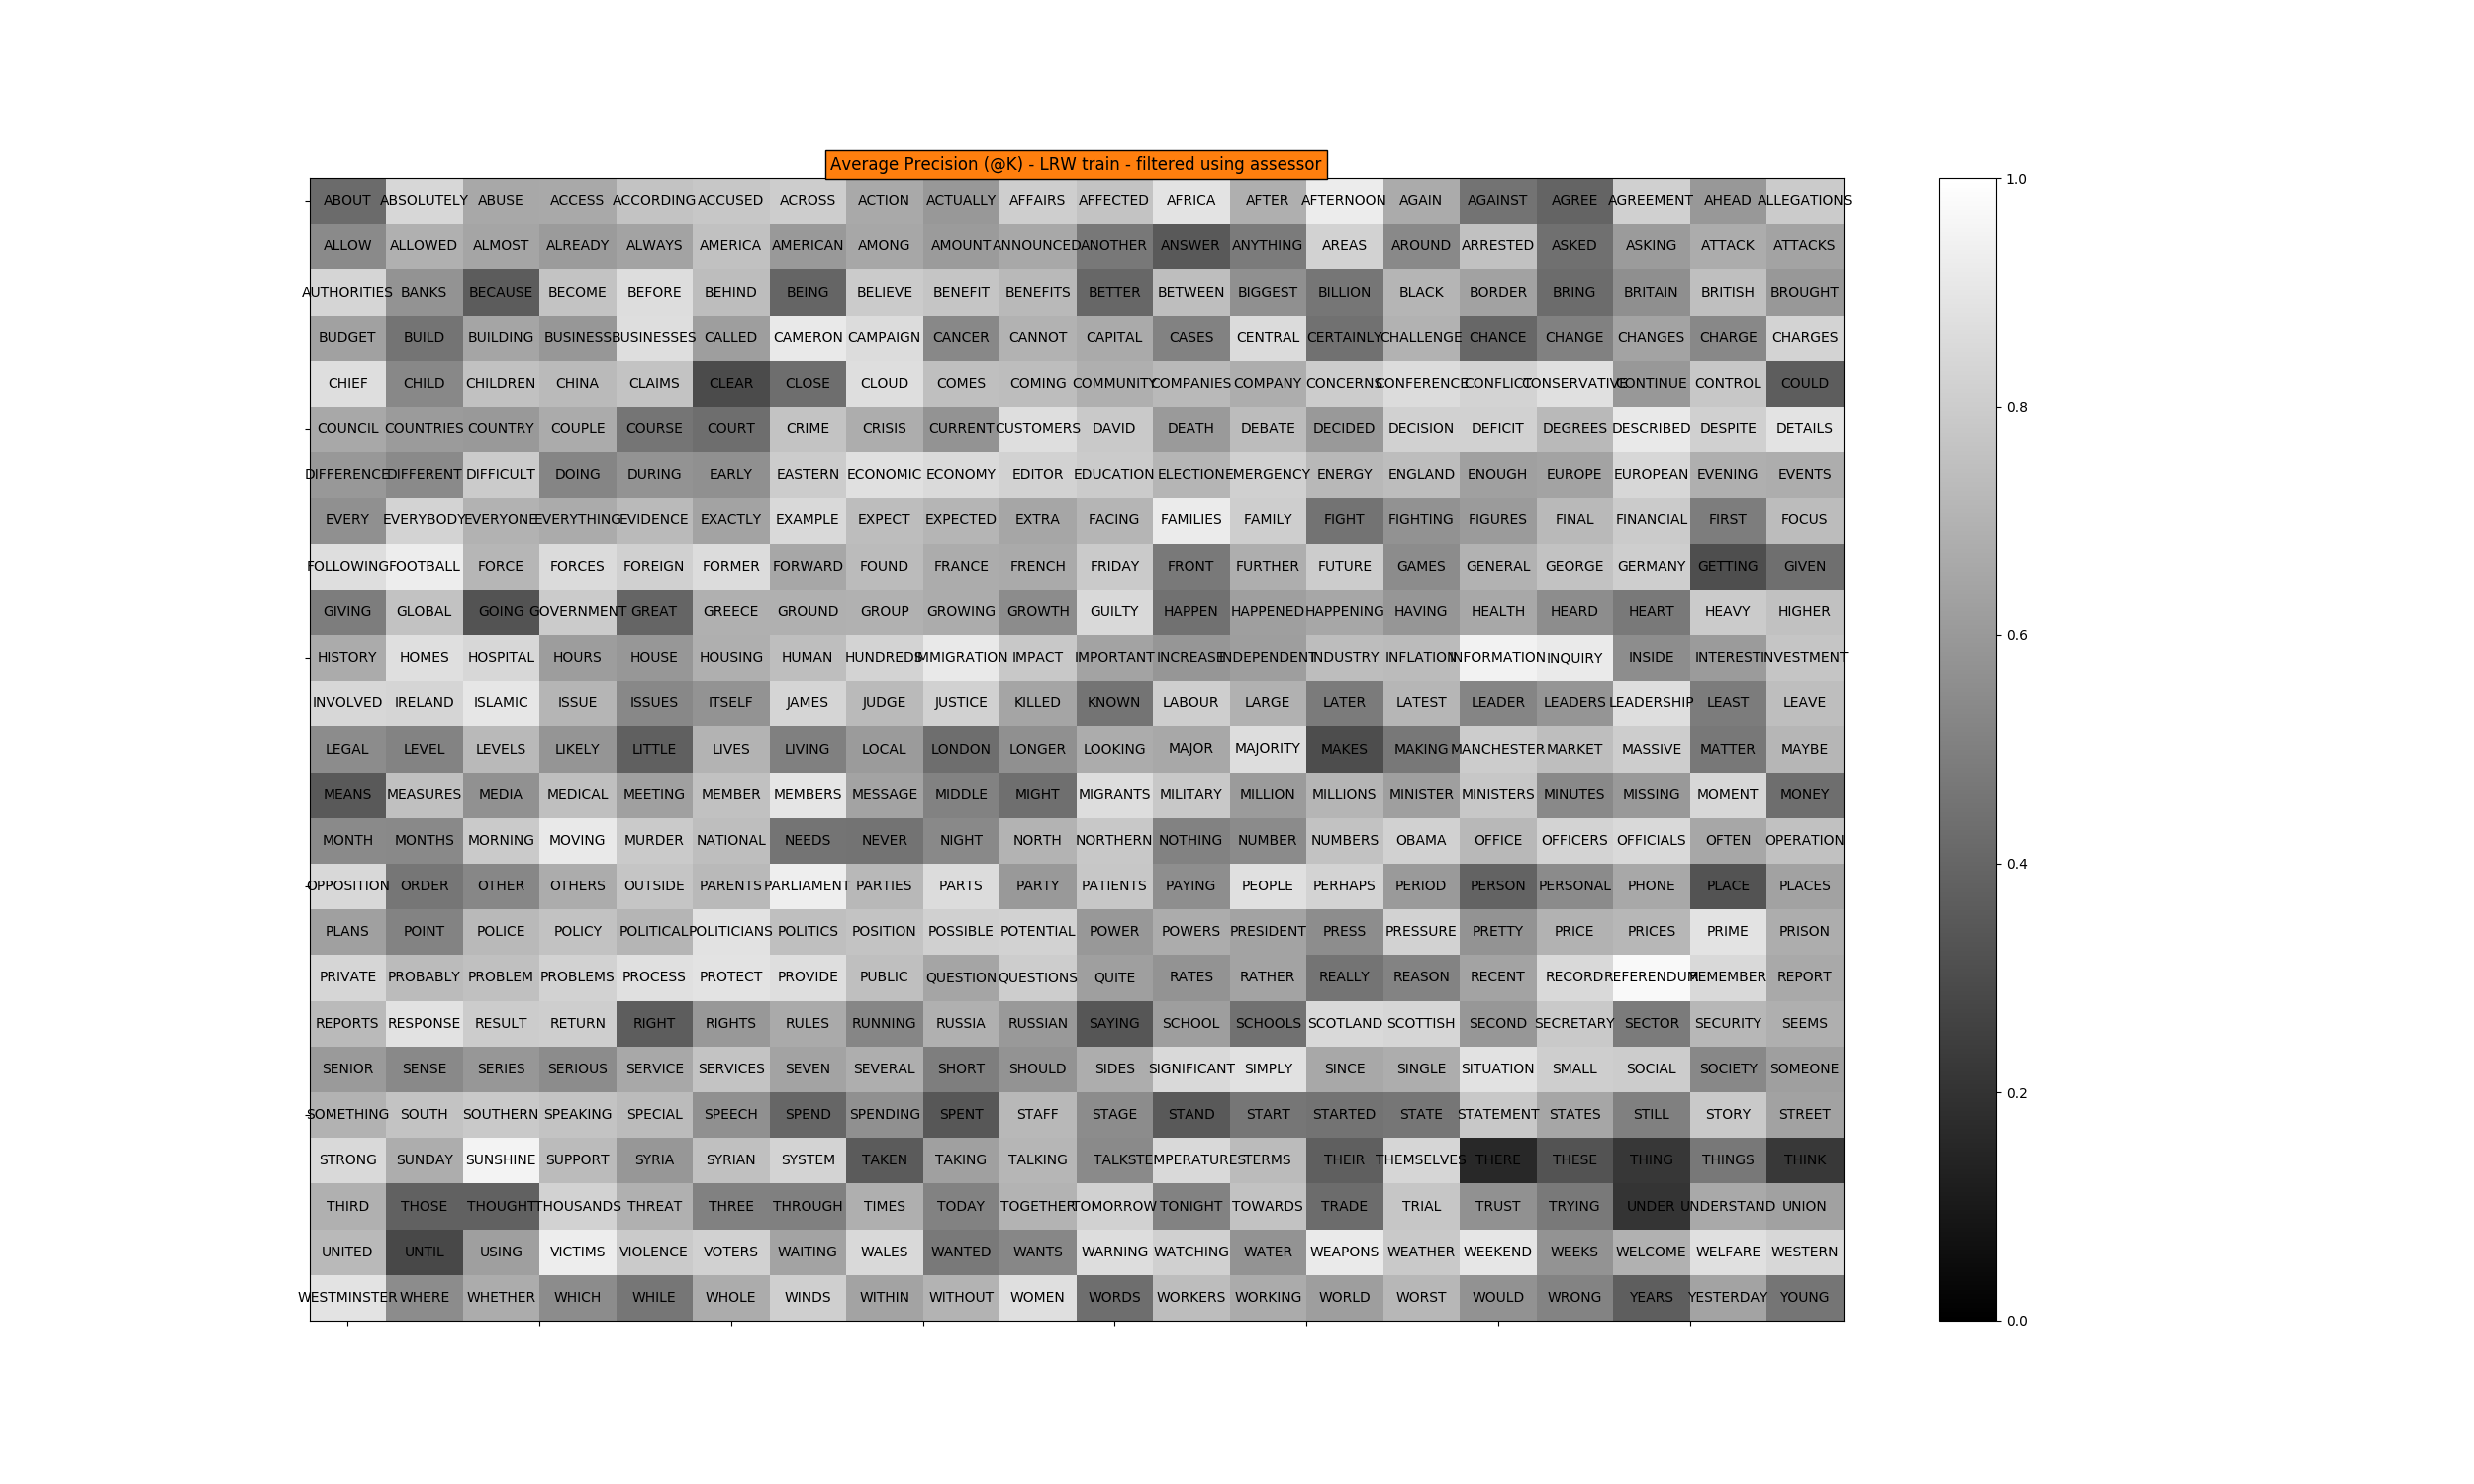 Average Precision (@K) - LRW train - filtered using assessor
ABOUT ABSOLUTELY ABUSE ACCESS ACCORDING ACCUSED ACROSS ACTION ACTUALLY AFFAIRS AFFECTED AFRICA AFTER AFTERNOON AGAIN AGAINST AGREE AGREEMENT AHEAD ALLEGATIONS
ALLOW ALLOWED ALMOST ALREADY ALWAYS AMERICA AMERICAN AMONG AMOUNT ANNOUNCED ANOTHER ANSWER ANYTHING AREAS AROUND ARRESTED ASKED ASKING ATTACK ATTACKS
AUTHORITIES BANKS BECAUSE BECOME BEFORE BEHIND BEING BELIEVE BENEFIT BENEFITS BETTER BETWEEN BIGGEST BILLION BLACK BORDER BRING BRITAIN BRITISH BROUGHT
BUDGET BUILD BUILDING BUSINESS BUSINESSES CALLED CAMERON CAMPAIGN CANCER CANNOT CAPITAL CASES CENTRAL CERTAINLY CHALLENGE CHANCE CHANGE CHANGES CHARGE CHARGES
CHIEF CHILD CHILDREN CHINA CLAIMS CLEAR CLOSE CLOUD COMES COMING COMMUNITY COMPANIES COMPANY CONCERNS CONFERENCE CONFLICT CONSERVATIVE CONTINUE CONTROL COULD
COUNCIL COUNTRIES COUNTRY COUPLE COURSE COURT CRIME CRISIS CURRENT CUSTOMERS DAVID DEATH DEBATE DECIDED DECISION DEFICIT DEGREES DESCRIBED DESPITE DETAILS
DIFFERENCE DIFFERENT DIFFICULT DOING DURING EARLY EASTERN ECONOMIC ECONOMY EDITOR EDUCATION ELECTION EMERGENCY ENERGY ENGLAND ENOUGH EUROPE EUROPEAN EVENING EVENTS
EVERY EVERYBODY EVERYONE EVERYTHING EVIDENCE EXACTLY EXAMPLE EXPECT EXPECTED EXTRA FACING FAMILIES FAMILY FIGHT FIGHTING FIGURES FINAL FINANCIAL FIRST FOCUS
FOLLOWING FOOTBALL FORCE FORCES FOREIGN FORMER FORWARD FOUND FRANCE FRENCH FRIDAY FRONT FURTHER FUTURE GAMES GENERAL GEORGE GERMANY GETTING GIVEN
GIVING GLOBAL GOING GOVERNMENT GREAT GREECE GROUND GROUP GROWING GROWTH GUILTY HAPPEN HAPPENED HAPPENING HAVING HEALTH HEARD HEART HEAVY HIGHER
HISTORY HOMES HOSPITAL HOURS HOUSE HOUSING HUMAN HUNDREDS IMMIGRATION IMPACT IMPORTANT INCREASE INDEPENDENT INDUSTRY INFLATION INFORMATION INQUIRY INSIDE INTEREST INVESTMENT
INVOLVED IRELAND ISLAMIC ISSUE ISSUES ITSELF JAMES JUDGE JUSTICE KILLED KNOWN LABOUR LARGE LATER LATEST LEADER LEADERS LEADERSHIP LEAST LEAVE
LEGAL LEVEL LEVELS LIKELY LITTLE LIVES LIVING LOCAL LONDON LONGER LOOKING MAJOR MAJORITY MAKES MAKING MANCHESTER MARKET MASSIVE MATTER MAYBE
MEANS MEASURES MEDIA MEDICAL MEETING MEMBER MEMBERS MESSAGE MIDDLE MIGHT MIGRANTS MILITARY MILLION MILLIONS MINISTER MINISTERS MINUTES MISSING MOMENT MONEY
MONTH MONTHS MORNING MOVING MURDER NATIONAL NEEDS NEVER NIGHT NORTH NORTHERN NOTHING NUMBER NUMBERS OBAMA OFFICE OFFICERS OFFICIALS OFTEN OPERATION
OPPOSITION ORDER OTHER OTHERS OUTSIDE PARENTS PARLIAMENT PARTIES PARTS PARTY PATIENTS PAYING PEOPLE PERHAPS PERIOD PERSON PERSONAL PHONE PLACE PLACES
PLANS POINT POLICE POLICY POLITICAL POLITICIANS POLITICS POSITION POSSIBLE POTENTIAL POWER POWERS PRESIDENT PRESS PRESSURE PRETTY PRICE PRICES PRIME PRISON
PRIVATE PROBABLY PROBLEM PROBLEMS PROCESS PROTECT PROVIDE PUBLIC QUESTION QUESTIONS QUITE RATES RATHER REALLY REASON RECENT RECORD REFERENDUM REMEMBER REPORT
REPORTS RESPONSE RESULT RETURN RIGHT RIGHTS RULES RUNNING RUSSIA RUSSIAN SAYING SCHOOL SCHOOLS SCOTLAND SCOTTISH SECOND SECRETARY SECTOR SECURITY SEEMS
SENIOR SENSE SERIES SERIOUS SERVICE SERVICES SEVEN SEVERAL SHORT SHOULD SIDES SIGNIFICANT SIMPLY SINCE SINGLE SITUATION SMALL SOCIAL SOCIETY SOMEONE
SOMETHING SOUTH SOUTHERN SPEAKING SPECIAL SPEECH SPEND SPENDING SPENT STAFF STAGE STAND START STARTED STATE STATEMENT STATES STILL STORY STREET
STRONG SUNDAY SUNSHINE SUPPORT SYRIA SYRIAN SYSTEM TAKEN TAKING TALKING TALKS TEMPERATURES TERMS THEIR THEMSELVES THERE THESE THING THINGS THINK
THIRD THOSE THOUGHT THOUSANDS THREAT THREE THROUGH TIMES TODAY TOGETHER TOMORROW TONIGHT TOWARDS TRADE TRIAL TRUST TRYING UNDER UNDERSTAND UNION
UNITED UNTIL USING VICTIMS VIOLENCE VOTERS WAITING WALES WANTED WANTS WARNING WATCHING WATER WEAPONS WEATHER WEEKEND WEEKS WELCOME WELFARE WESTERN
WESTMINSTER WHERE WHETHER WHICH WHILE WHOLE WINDS WITHIN WITHOUT WOMEN WORDS WORKERS WORKING WORLD WORST WOULD WRONG YEARS YESTERDAY YOUNG
1.0
0.8
0.6
0.4
0.2
0.0